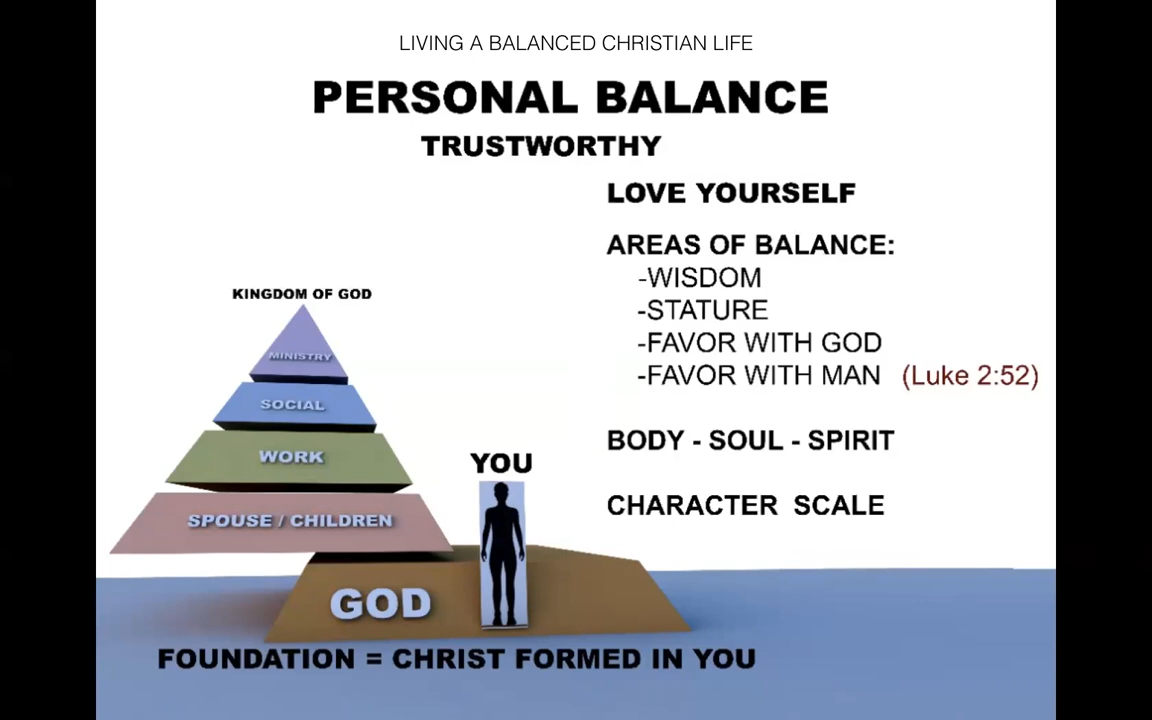 LIVING A BALANCED CHRISTIAN LIFE
PERSONAL BALANCE
TRUSTWORTHY
LOVE YOURSELF
AREAS OF BALANCE:
-WISDOM
-STATURE
-FAVOR WITH GOD
-FAVOR WITH MAN (Luke 2:52)
BODY - SOUL - SPIRIT
CHARACTER SCALE
KINGDOM OF GOD
MINISTRY
SOCIAL
WORK
SPOUSE / CHILDREN
YOU
GOD
FOUNDATION = CHRIST FORMED IN YOU